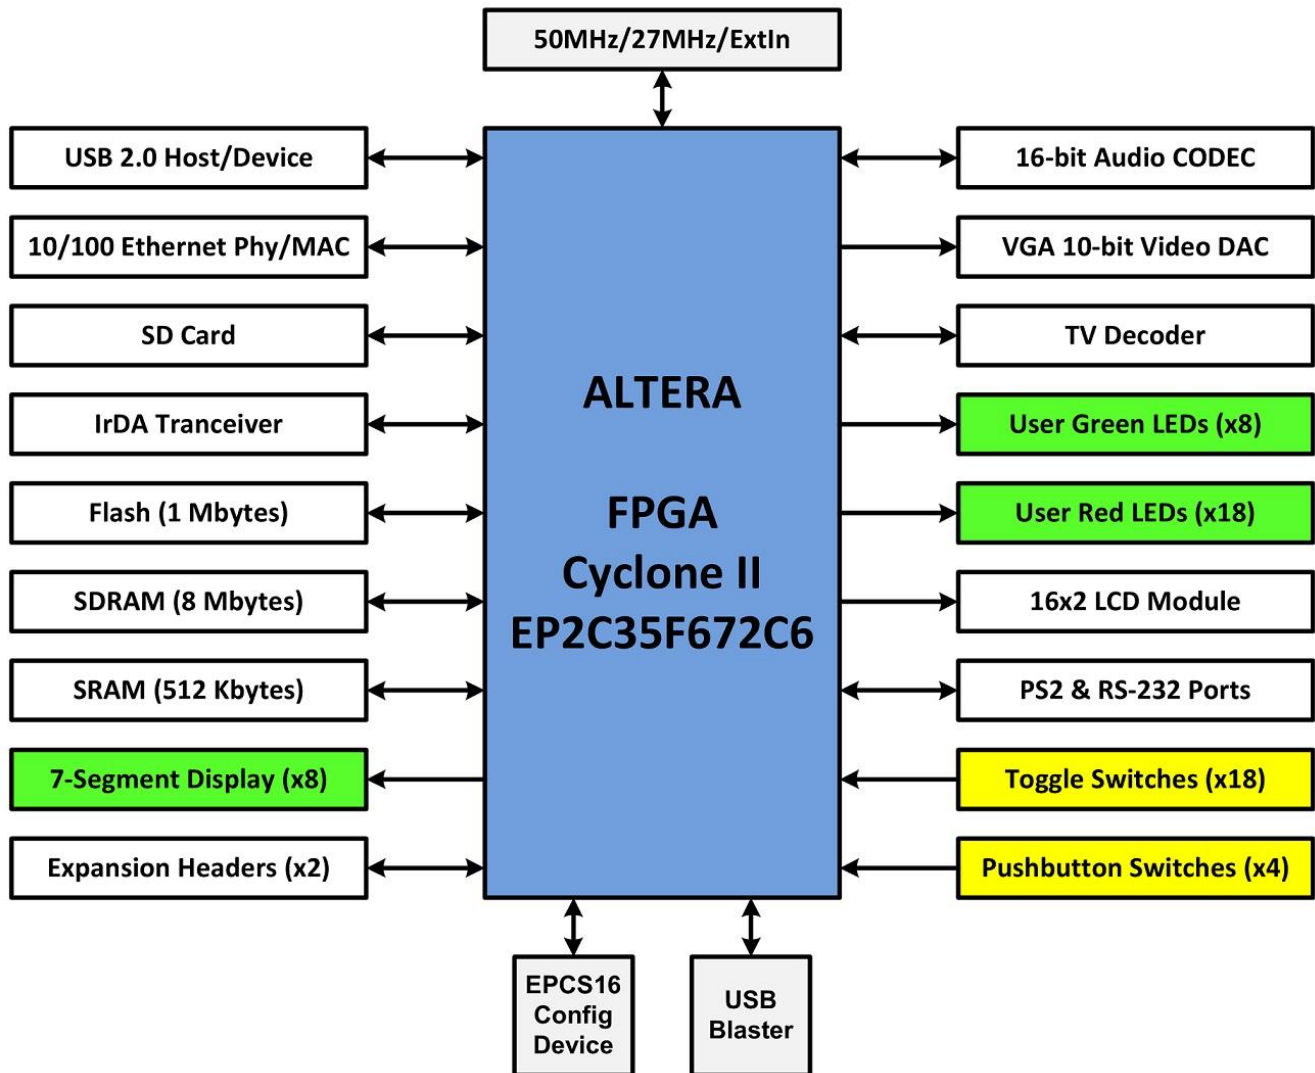 50MHz/27MHz/ExtIn
USB 2.0 Host/Device
10/100 Ethernet Phy/MAC
SD Card
IrDA Tranceiver
Flash (1 Mbytes)
SDRAM (8 Mbytes)
SRAM (512 Kbytes)
7-Segment Display (x8)
Expansion Headers (x2)
ALTERA
FPGA
Cyclone II
EP2C35F672C6
16-bit Audio CODEC
VGA 10-bit Video DAC
TV Decoder
User Green LEDs (x8)
User Red LEDs (x18)
16x2 LCD Module
PS2 & RS-232 Ports
Toggle Switches (x18)
Pushbutton Switches (x4)
EPCS16
Config
Device
USB
Blaster